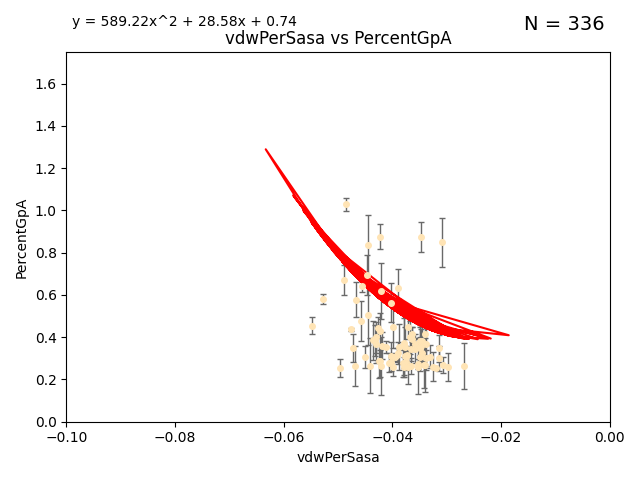 y = 589.22x^2 + 28.58x + 0.74
N = 336
vdwPerSasa vs PercentGpA
1.6
1.4
1.2
1.0
0.8
0.6
0.4
0.2
0.0
PercentGpA
−0.10 −0.08 −0.06 −0.04 −0.02 0.00
vdwPerSasa